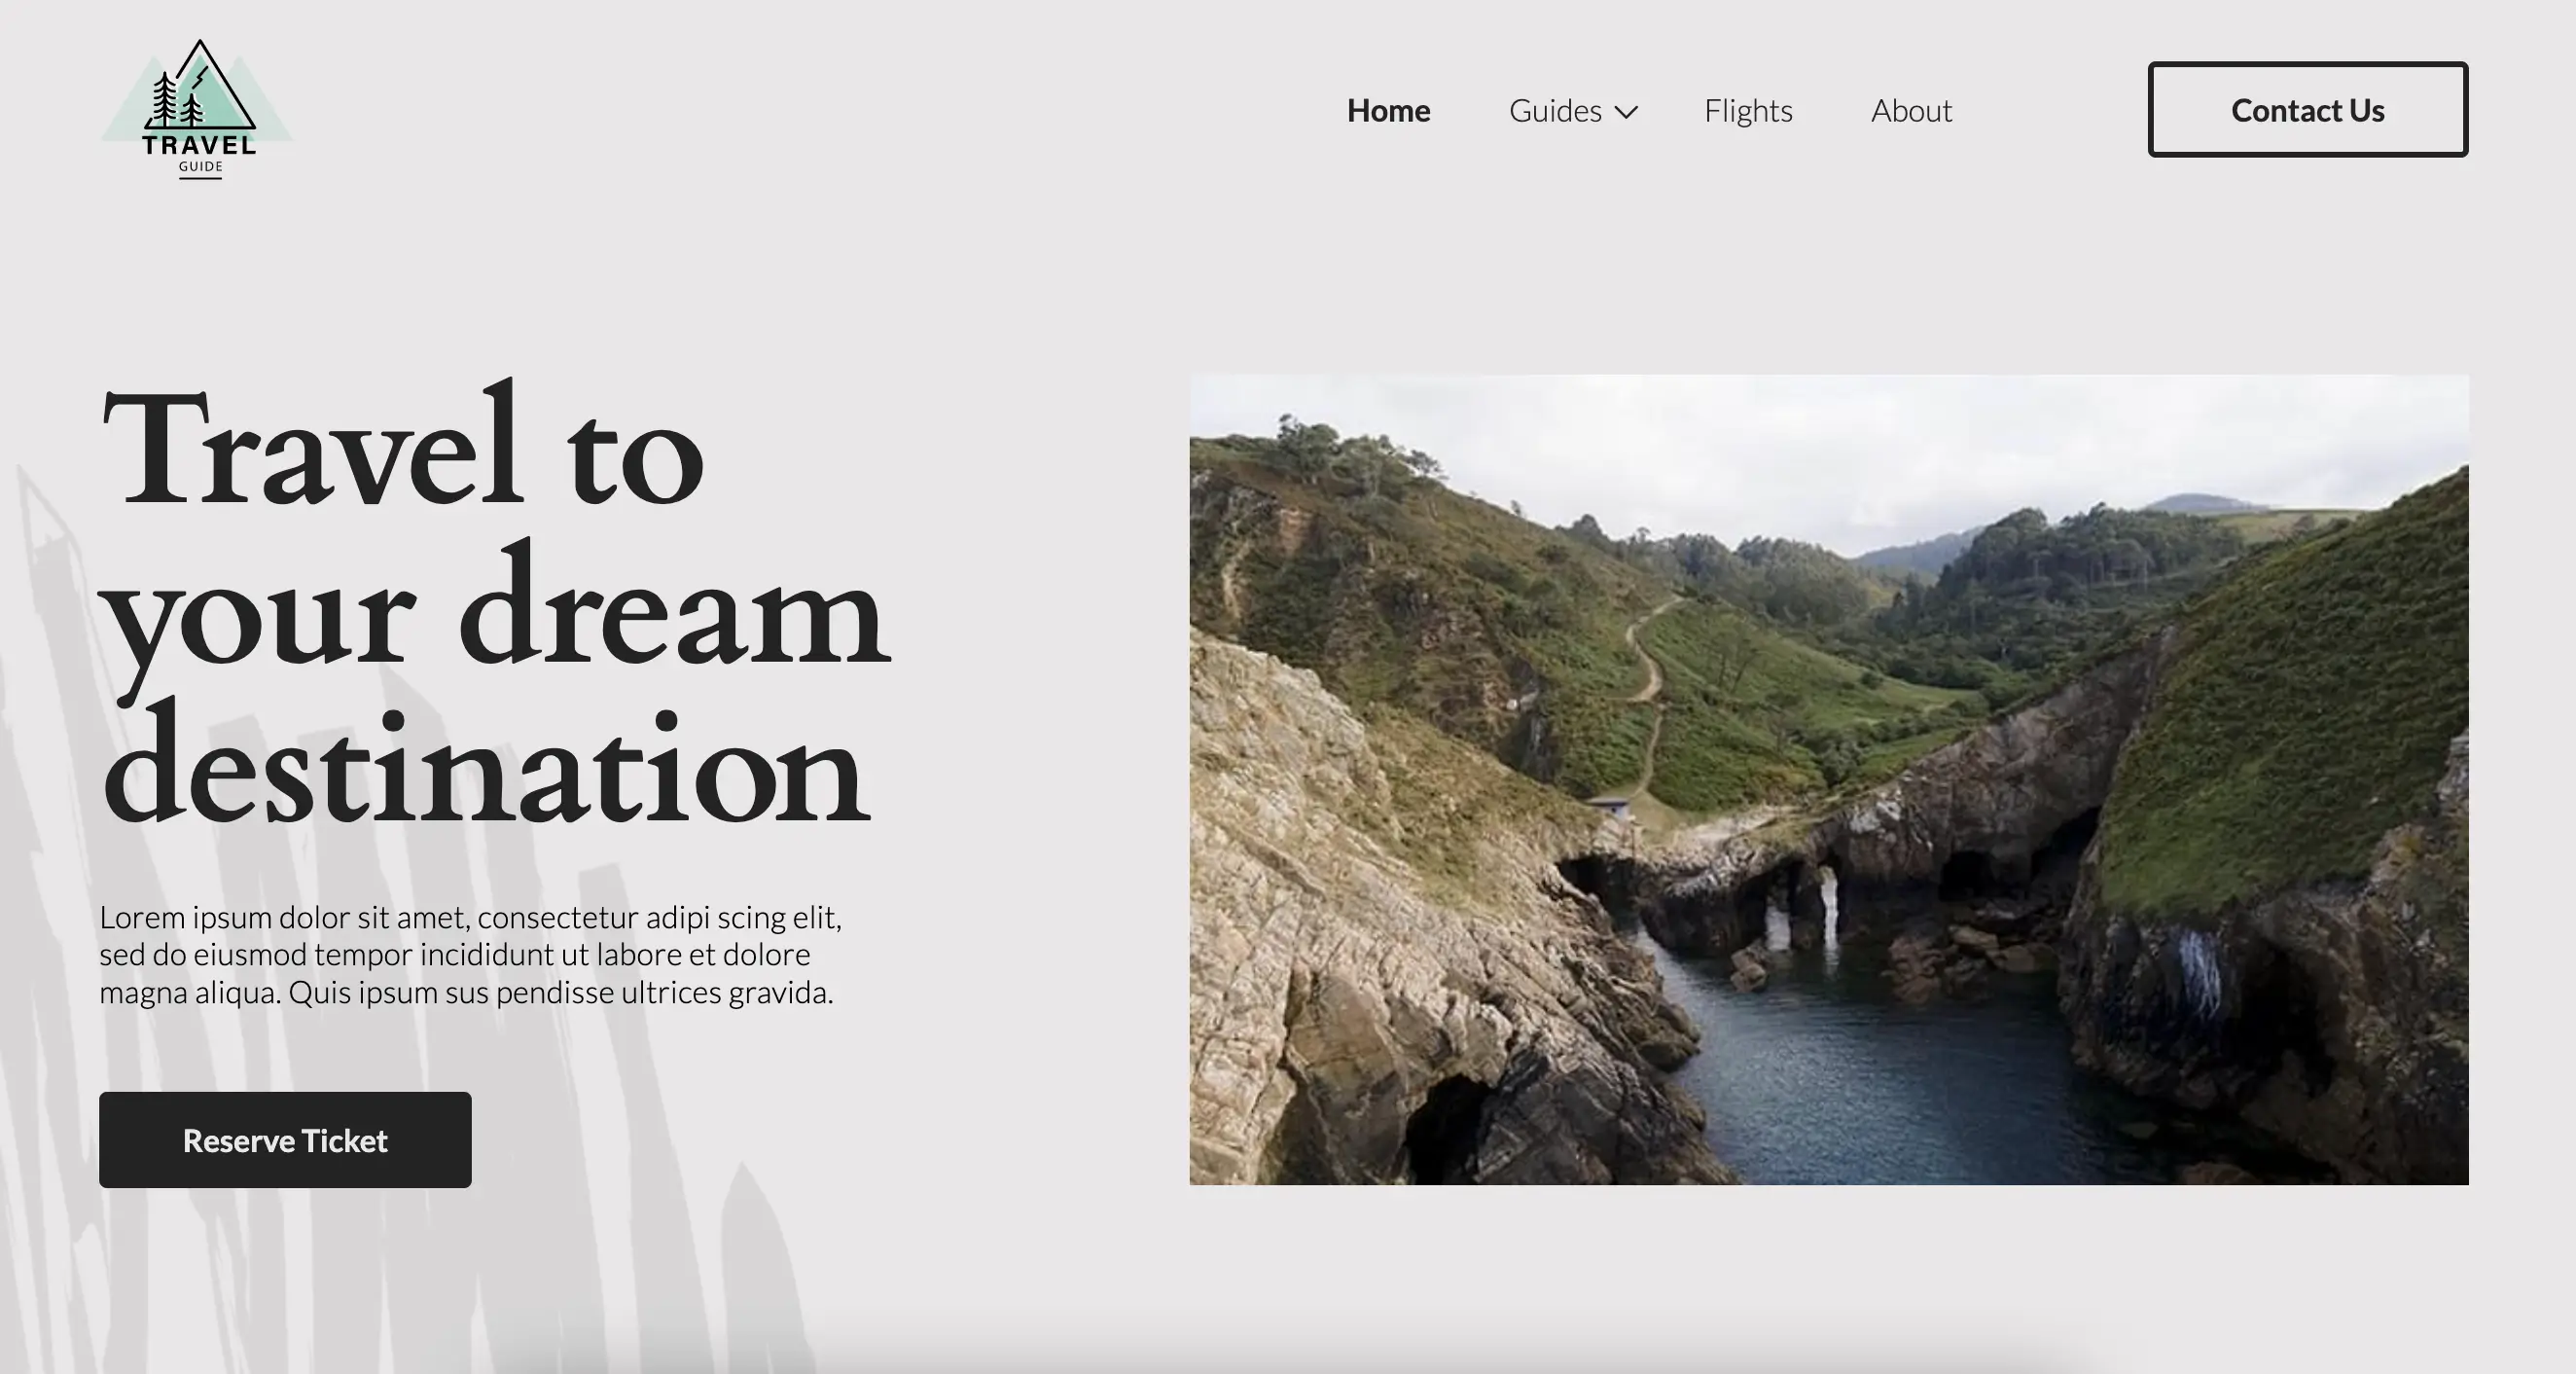 TRAVEL
GUIDE
Home
Guides
Flights
About
Contact Us
Travel to
your dream
destination
Lorem ipsum dolor sit amet, consectetur adipi scing elit,
sed do eiusmod tempor incididunt ut labore et dolore
magna aliqua. Quis ipsum sus pendisse ultrices gravida.
Reserve Ticket